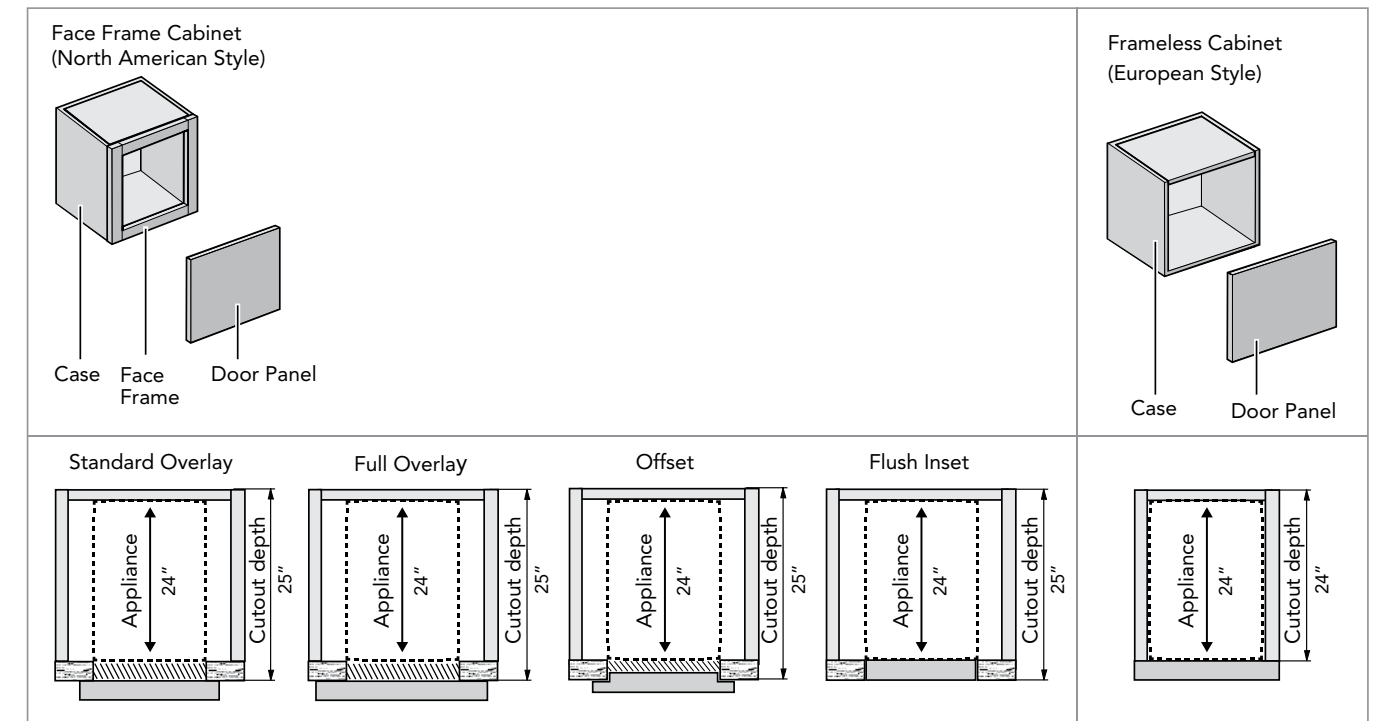 Face Frame Cabinet
(North American Style)
Case
Face
Frame
Door Panel
Frameless Cabinet
(European Style)
Case
Door Panel
Standard Overlay
Full Overlay
Offset
Flush Inset
Appliance
24″
Cutout depth
25″
Appliance
24″
Cutout depth
25″
Appliance
24″
Cutout depth
25″
Appliance
24″
Cutout depth
25″
Appliance
24″
Cutout depth
24″